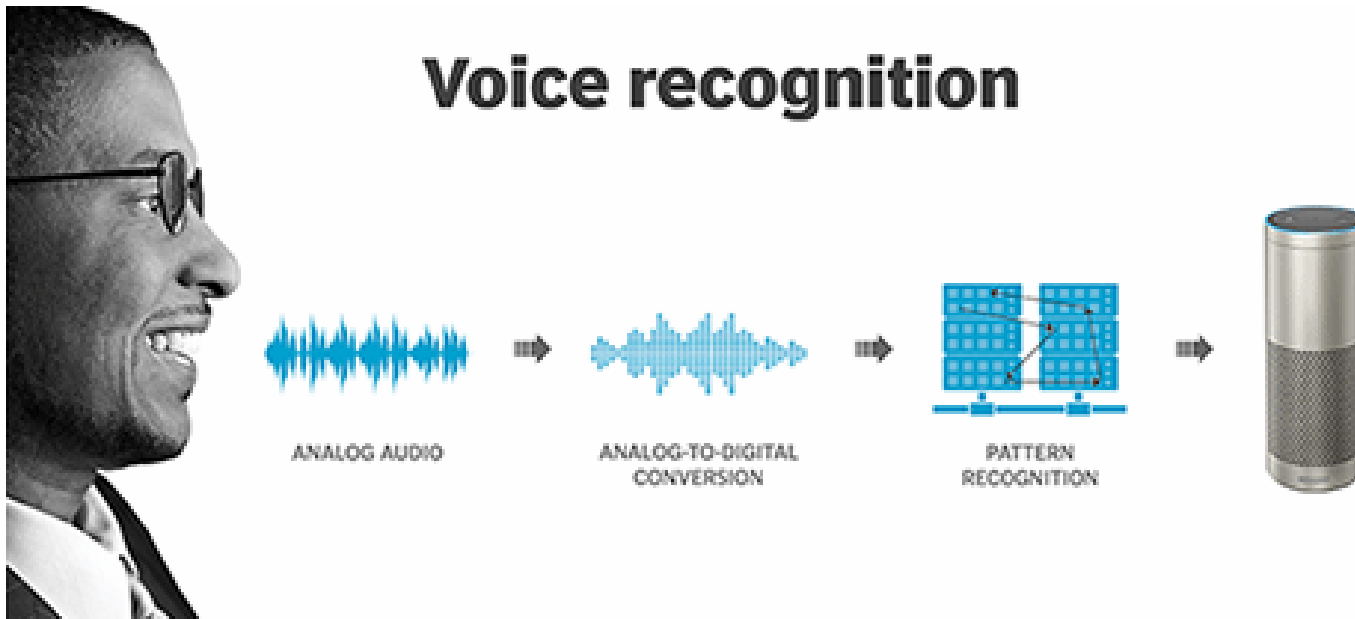 Voice recognition
ANALOG AUDIO
ANALOG-TO-DIGITAL
CONVERSION
PATTERN
RECOGNITION